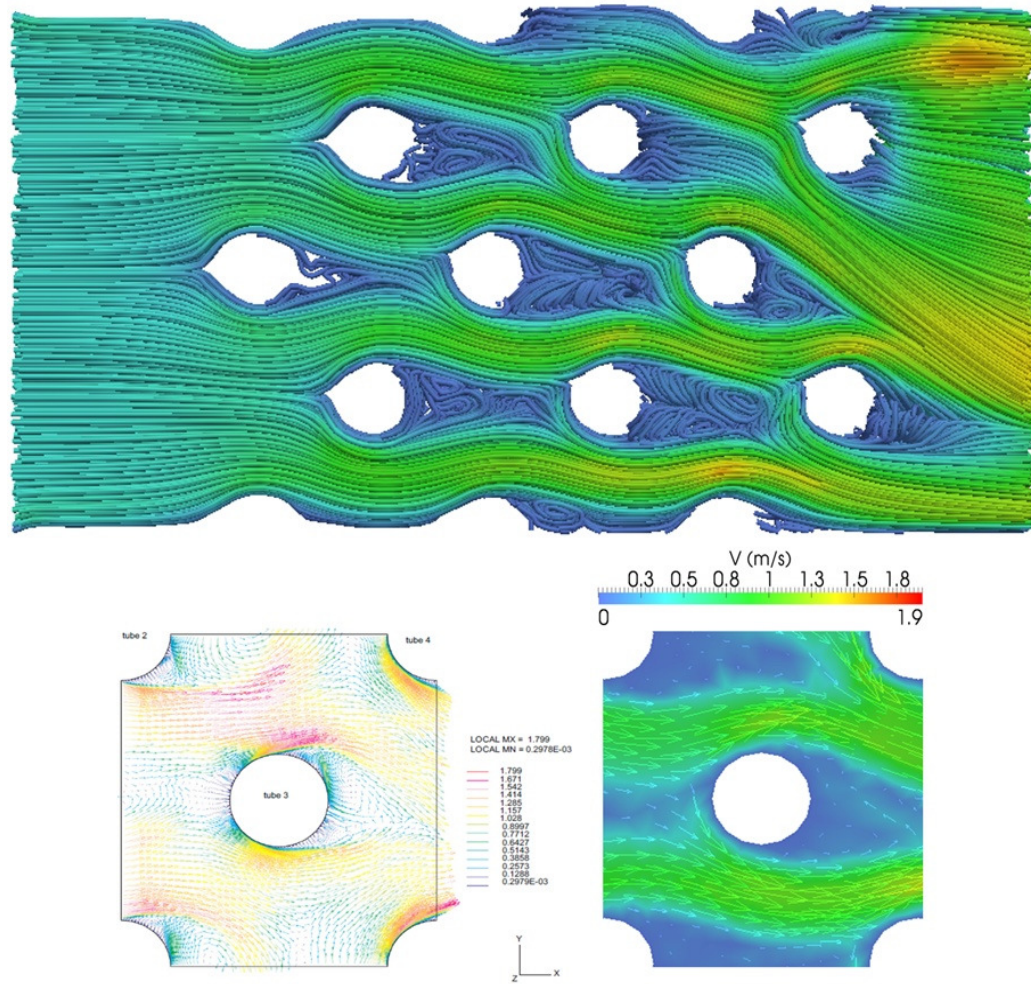 V (m/s)
0.3 0.5 0.8 1 1.3 1.5 1.8
0 1.9
tube 2
tube 4
LOCAL MX = 1.799
LOCAL MN = 0.2978E-03
1.799
1.671
1.542
1.414
1.285
1.157
1.028
0.8997
0.7712
0.6427
0.5143
0.3858
0.2573
0.1288
0.2979E-03
tube 3
Y
Z X